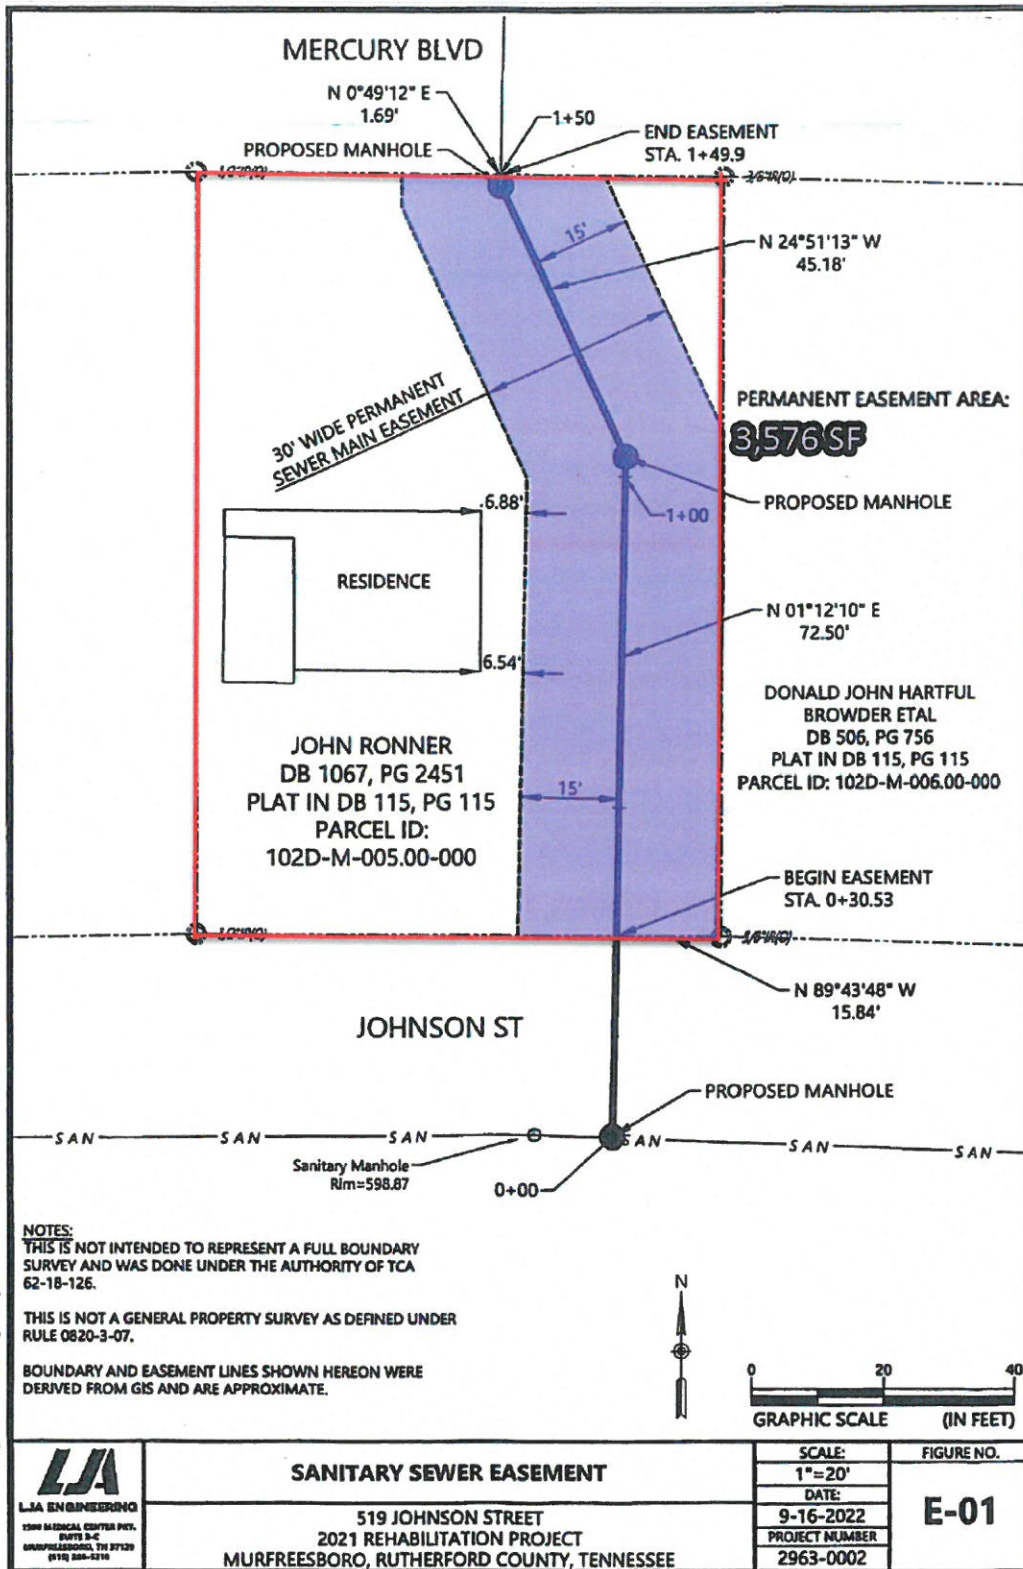 MERCURY BLVD
N 0°49'12" E
1.69'
1+50
PROPOSED MANHOLE
END EASEMENT
STA. 1+49.9
15'
N 24°51'13" W
45.18'
30' WIDE PERMANENT
SEWER MAIN EASEMENT
PERMANENT EASEMENT AREA:
3,576 SF
PROPOSED MANHOLE
6.88'
1+00
RESIDENCE
N 01°12'10" E
72.50'
6.54'
DONALD JOHN HARTFUL
BROWDER ETAL
DB 506, PG 756
PLAT IN DB 115, PG 115
PARCEL ID: 102D-M-006.00-000
JOHN RONNER
DB 1067, PG 2451
PLAT IN DB 115, PG 115
PARCEL ID:
102D-M-005.00-000
15'
BEGIN EASEMENT
STA. 0+30.53
N 89°43'48" W
15.84'
JOHNSON ST
PROPOSED MANHOLE
SAN SAN SAN SAN SAN SAN
Sanitary Manhole
Rim=598.87
0+00
NOTES:
THIS IS NOT INTENDED TO REPRESENT A FULL BOUNDARY
SURVEY AND WAS DONE UNDER THE AUTHORITY OF TCA
62-18-126.
THIS IS NOT A GENERAL PROPERTY SURVEY AS DEFINED UNDER
RULE 0820-3-07.
BOUNDARY AND EASEMENT LINES SHOWN HEREON WERE
DERIVED FROM GIS AND ARE APPROXIMATE.
N
0 20 40
GRAPHIC SCALE (IN FEET)
LJA
LJA ENGINEERING
SANITARY SEWER EASEMENT
519 JOHNSON STREET
2021 REHABILITATION PROJECT
MURFREESBORO, RUTHERFORD COUNTY, TENNESSEE
SCALE:
1"=20'
DATE:
9-16-2022
PROJECT NUMBER
2963-0002
FIGURE NO.
E-01